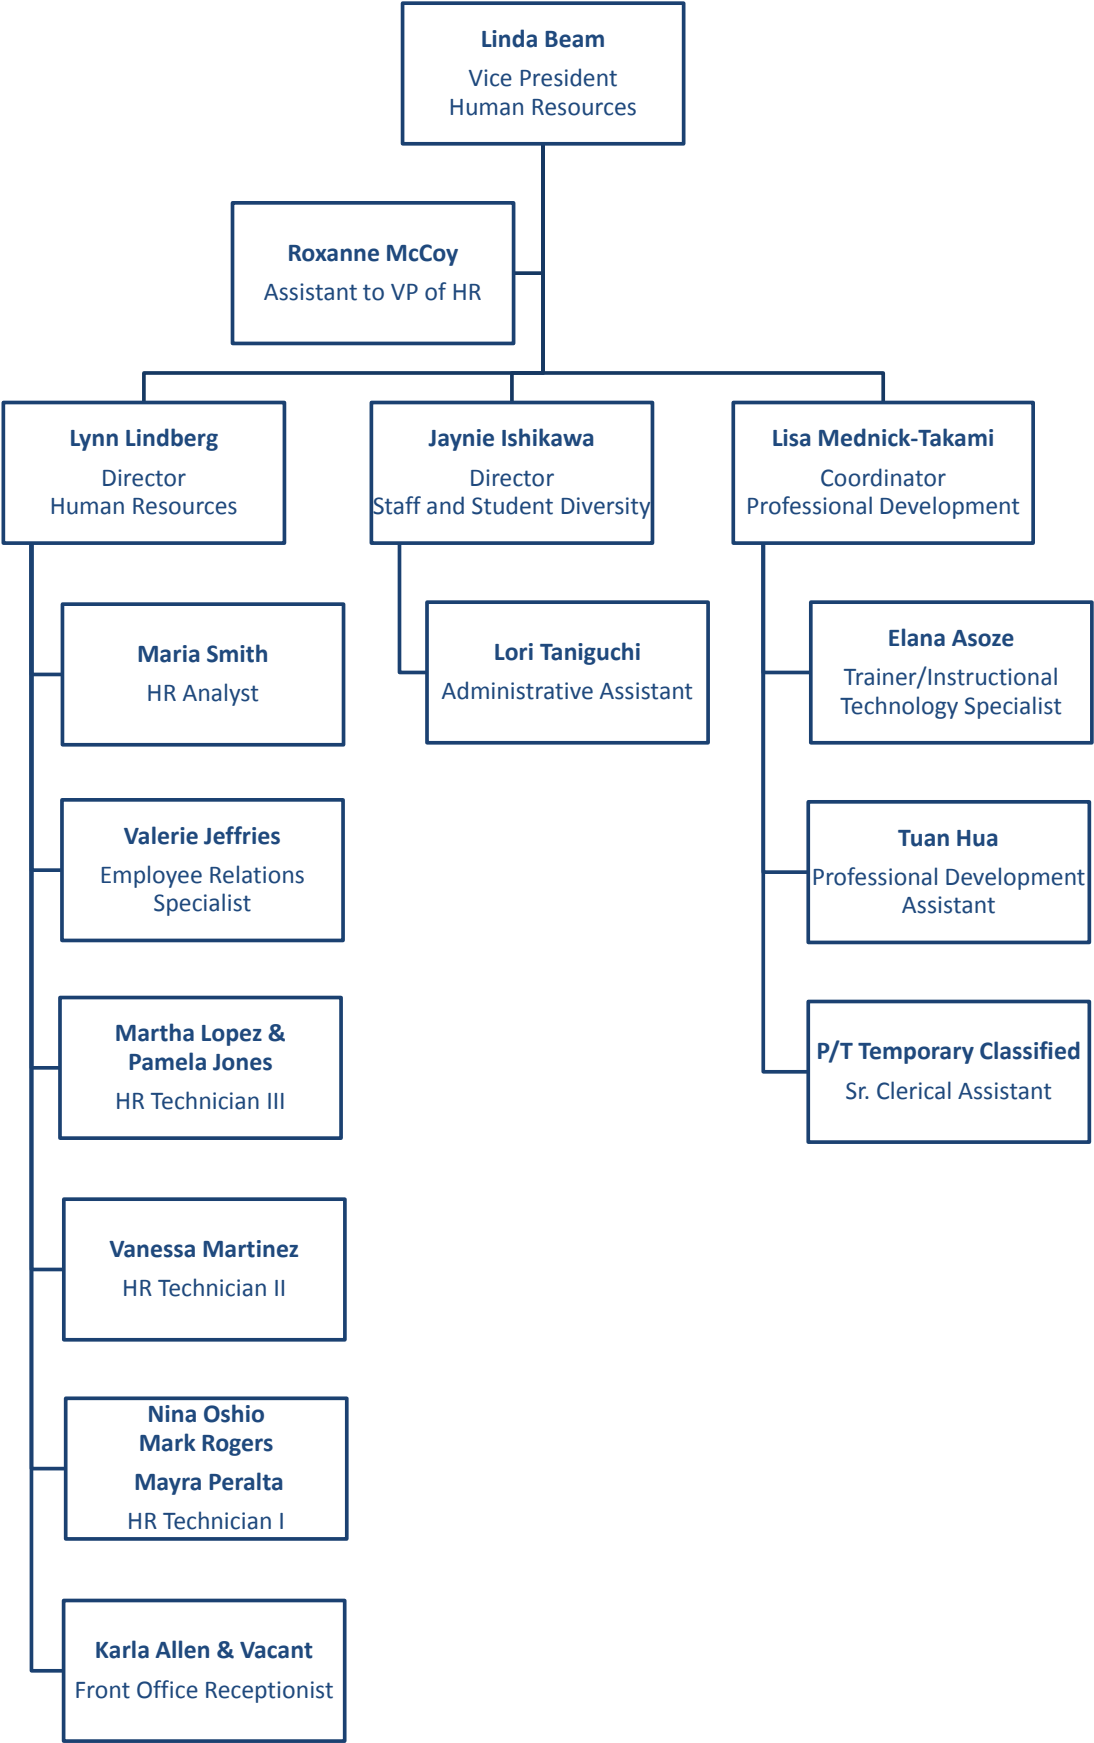 Linda Beam
Vice President
Human Resources
Roxanne McCoy
Assistant to VP of HR
Lynn Lindberg
Director
Human Resources
Jaynie Ishikawa
Director
Staff and Student Diversity
Lisa Mednick-Takami
Coordinator
Professional Development
Maria Smith
HR Analyst
Valerie Jeffries
Employee Relations
Specialist
Martha Lopez &
Pamela Jones
HR Technician III
Vanessa Martinez
HR Technician II
Nina Oshio
Mark Rogers
Mayra Peralta
HR Technician I
Karla Allen & Vacant
Front Office Receptionist
Lori Taniguchi
Administrative Assistant
Elana Asoze
Trainer/Instructional
Technology Specialist
Tuan Hua
Professional Development
Assistant
P/T Temporary Classified
Sr. Clerical Assistant